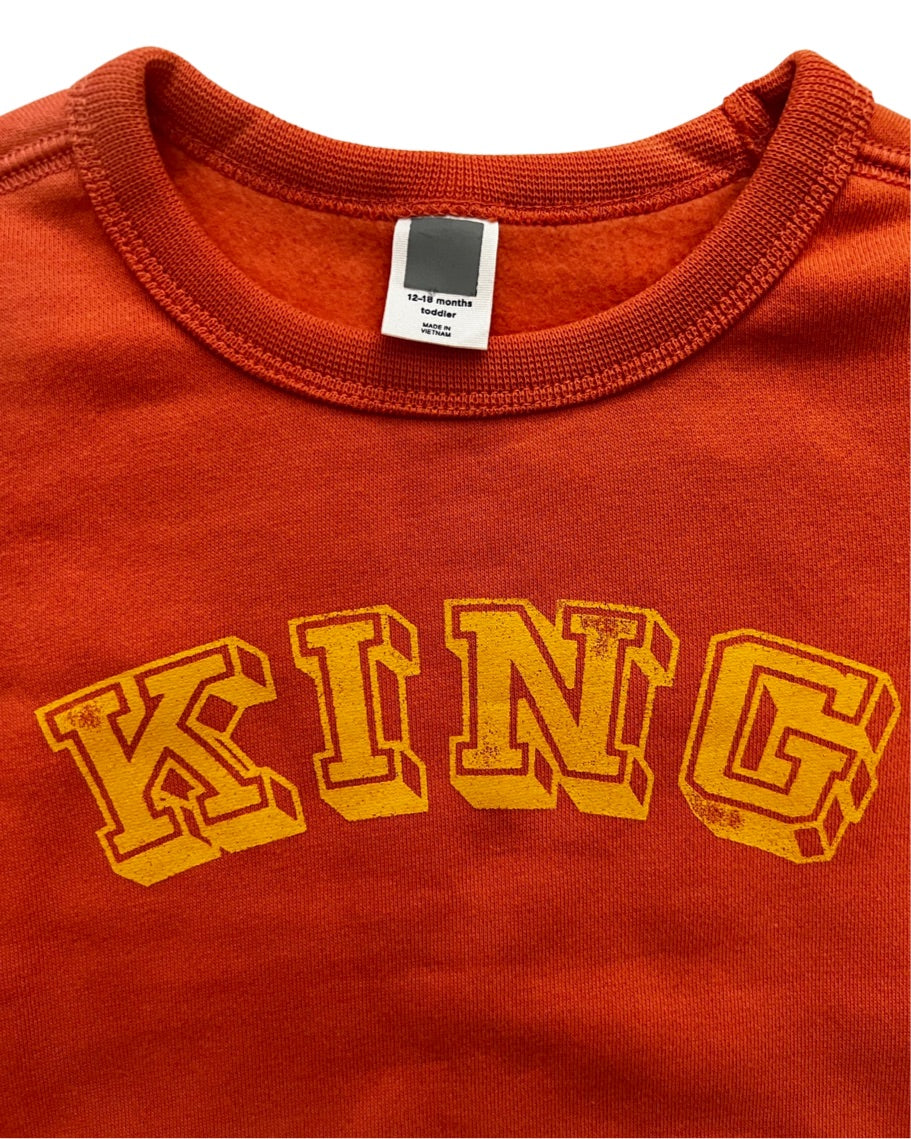 12-18 months
toddler
MADE IN
VIETNAM
KING